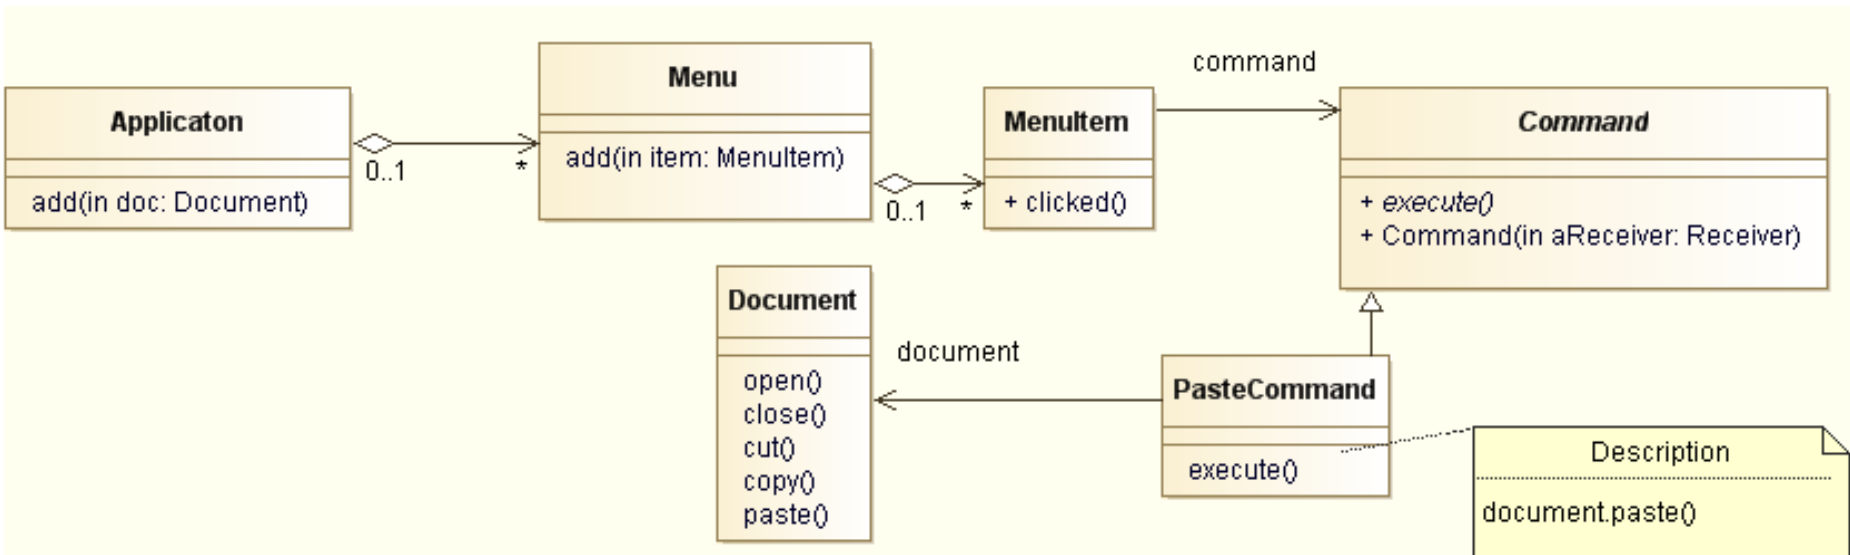 Applicaton
add(in doc: Document)
0..1
*
Menu
add(in item: MenuItem)
0..1
*
MenuItem
+ clicked()
command
Command
+ execute()
+ Command(in aReceiver: Receiver)
Document
open()
close()
cut()
copy()
paste()
document
PasteCommand
execute()
Description
document.paste()